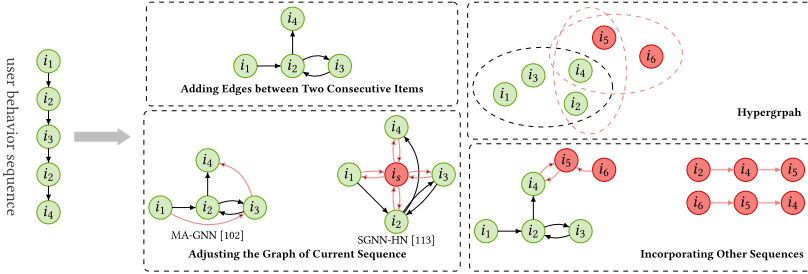 user behavior sequence
i1
i2
i3
i2
i4
i4
i1 i2 i3
Adding Edges between Two Consecutive Items
i4
i1 i2 i3
MA-GNN [102]
i4
i1 is i3
i2
SGNN-HN [113]
Adjusting the Graph of Current Sequence
i5
i6
i3 i4
i1 i2
Hypergrpah
i5 i6
i4
i1 i2 i3
i2 i4 i5
i6 i5 i4
Incorporating Other Sequences